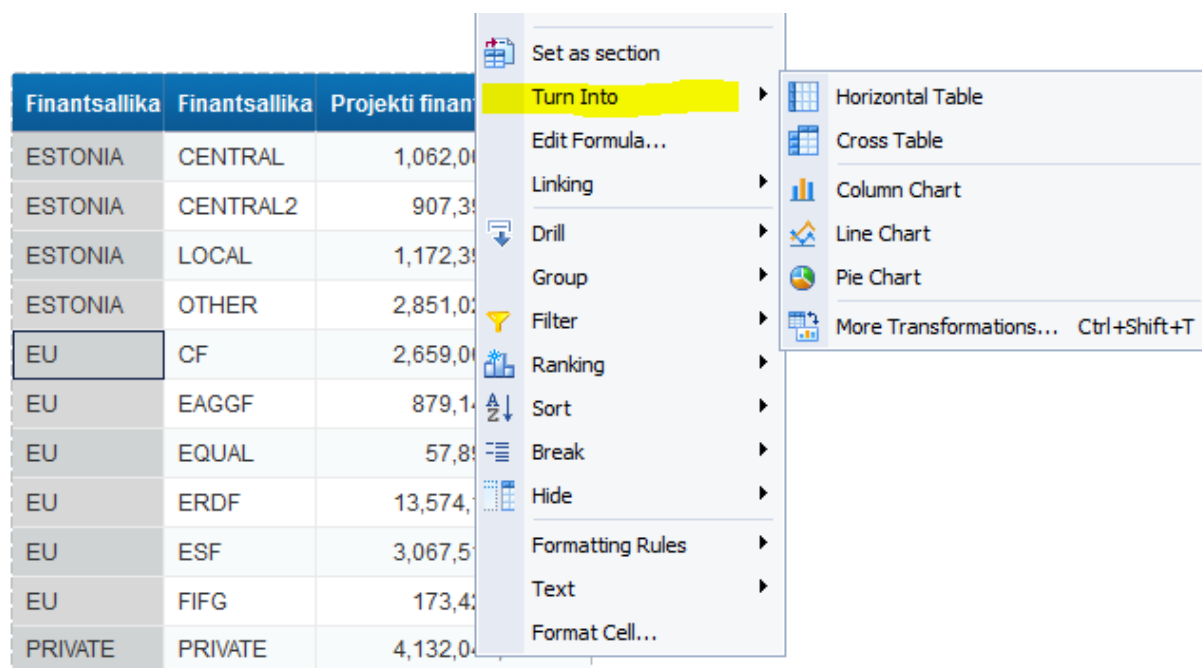 Finantsallika Finantsallika Projekti finan
ESTONIA CENTRAL 1,062,0
ESTONIA CENTRAL2 907,3
ESTONIA LOCAL 1,172,3
ESTONIA OTHER 2,851,0
EU CF 2,659,0
EU EAGGF 879,1
EU EQUAL 57,8
EU ERDF 13,574,
EU ESF 3,067,5
EU FIFG 173,4
PRIVATE PRIVATE 4,132,0
Set as section
Turn Into
Edit Formula...
Linking
Drill
Group
Filter
Ranking
Sort
Break
Hide
Formatting Rules
Text
Format Cell...
Horizontal Table
Cross Table
Column Chart
Line Chart
Pie Chart
More Transformations... Ctrl+Shift+T